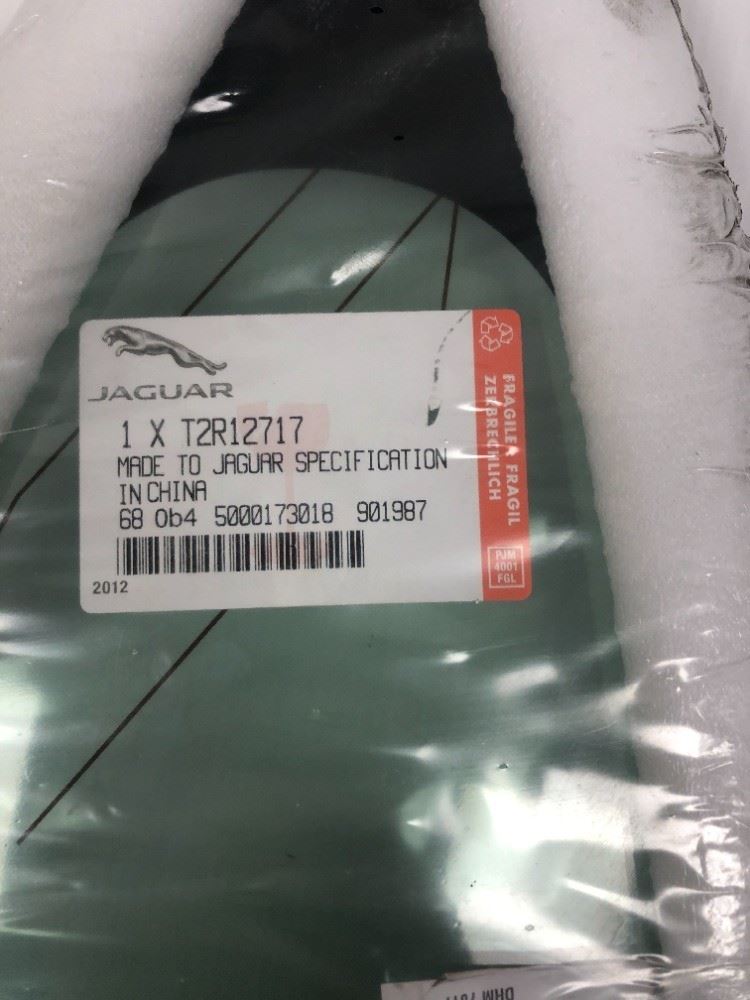 JAGUAR
1 X T2R12717
MADE TO JAGUAR SPECIFICATION
IN CHINA
68 0b4 5000173018 901987
2012
FRAGILE FRAGIL
ZERBRECHLICH
PJM
4001
FGL